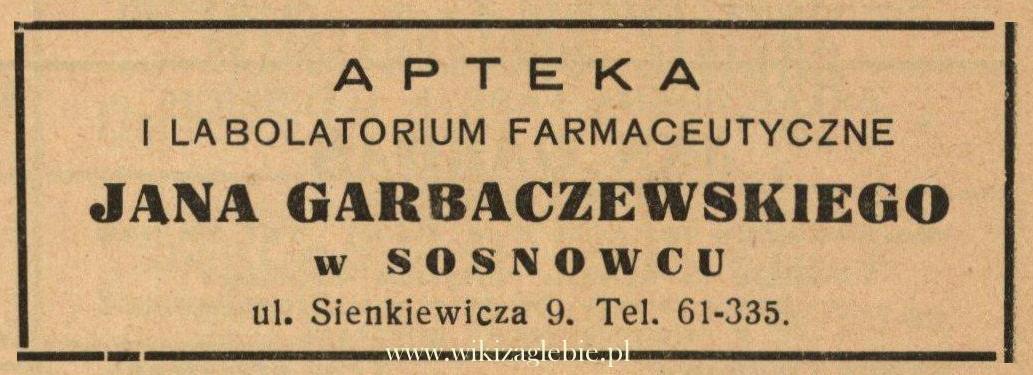 APTEKA
I LABOLATORIUM FARMACEUTYCZNE
JANA GARBACZEWSKIEGO
w SOSNOWCU
ul. Sienkiewicza 9. Tel. 61-335.
www.wikizaglebie.pl